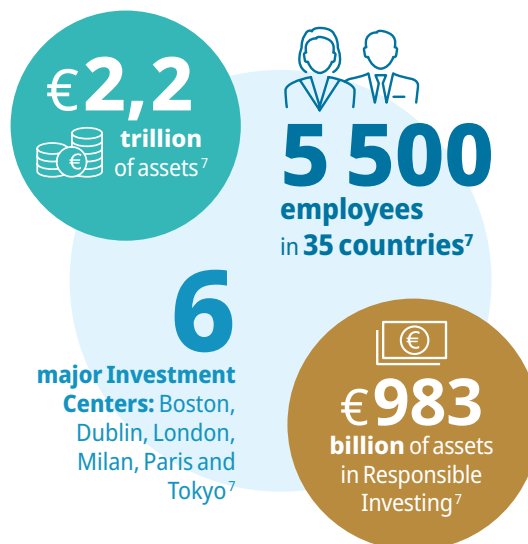 €2,2
trillion
of assets⁷
5 500
employees
in 35 countries⁷
6
major Investment
Centers: Boston,
Dublin, London,
Milan, Paris and
Tokyo⁷
€983
billion of assets
in Responsible
Investing⁷